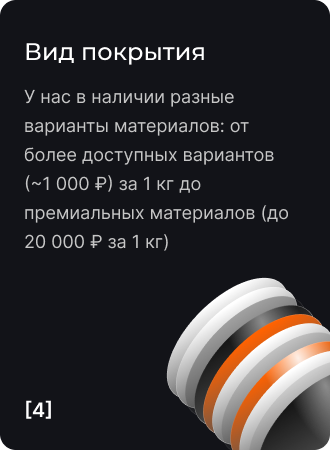 Вид покрытия
У нас в наличии разные
варианты материалов: от
более доступных вариантов
(~1 000 ₽) за 1 кг до
премиальных материалов (до
20 000 ₽ за 1 кг)
[4]